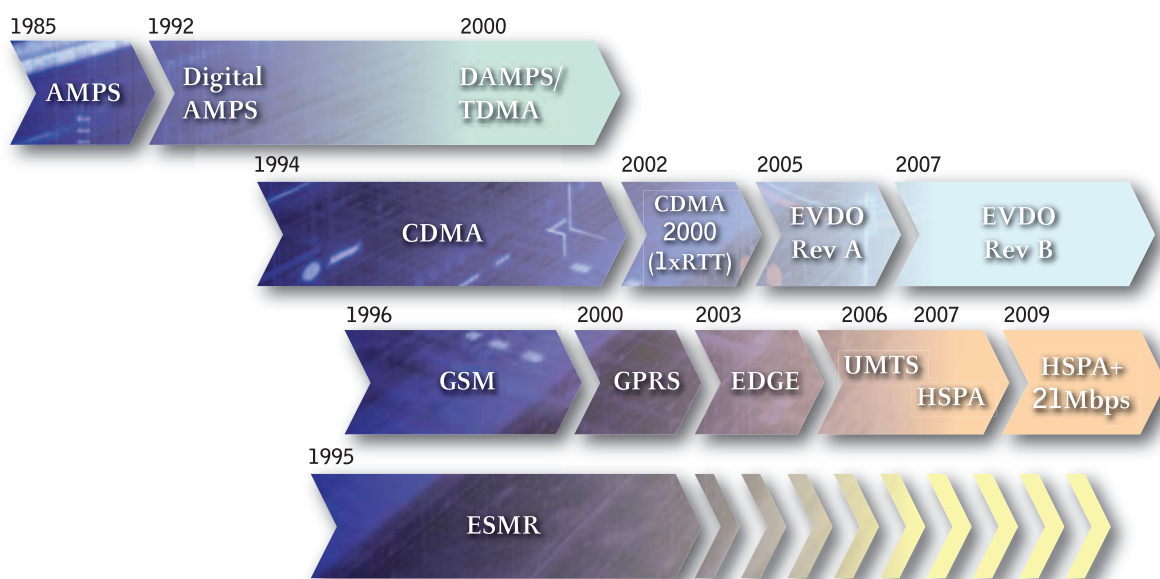 1985 1992 2000
AMPS
Digital
AMPS
DAMPS/
TDMA
1994 2002 2005 2007
CDMA
CDMA
2000
(1xRTT)
EVDO
Rev A
EVDO
Rev B
1996 2000 2003 2006 2007 2009
GSM
GPRS
EDGE
UMTS
HSPA
HSPA+
21Mbps
1995
ESMR